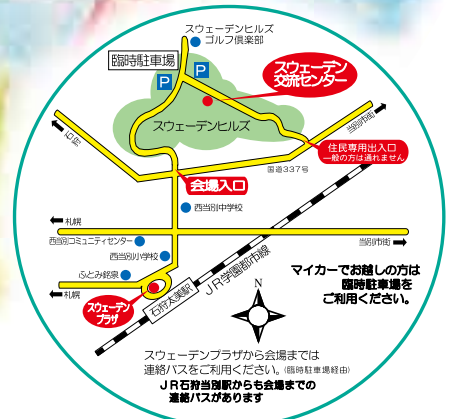 スウェーデンヒルズ
ゴルフ倶楽部
臨時駐車場
P
P
スウェーデン
交流センター
スウェーデンヒルズ
石狩
当別市街
住民専用出入口
一般の方は通れません
国道337号
会場入口
西当別中学校
札幌
西当別コミュニティセンター
当別市街
西当別小学校
ふとみ銘泉
札幌
スウェーデン
プラザ
石狩太美駅
JR学園都市線
マイカーでお越しの方は
臨時駐車場を
ご利用ください。
N
スウェーデンプラザから会場までは
連絡バスをご利用ください。(臨時駐車場経由)
JR石狩当別駅からも会場までの
連絡バスがあります